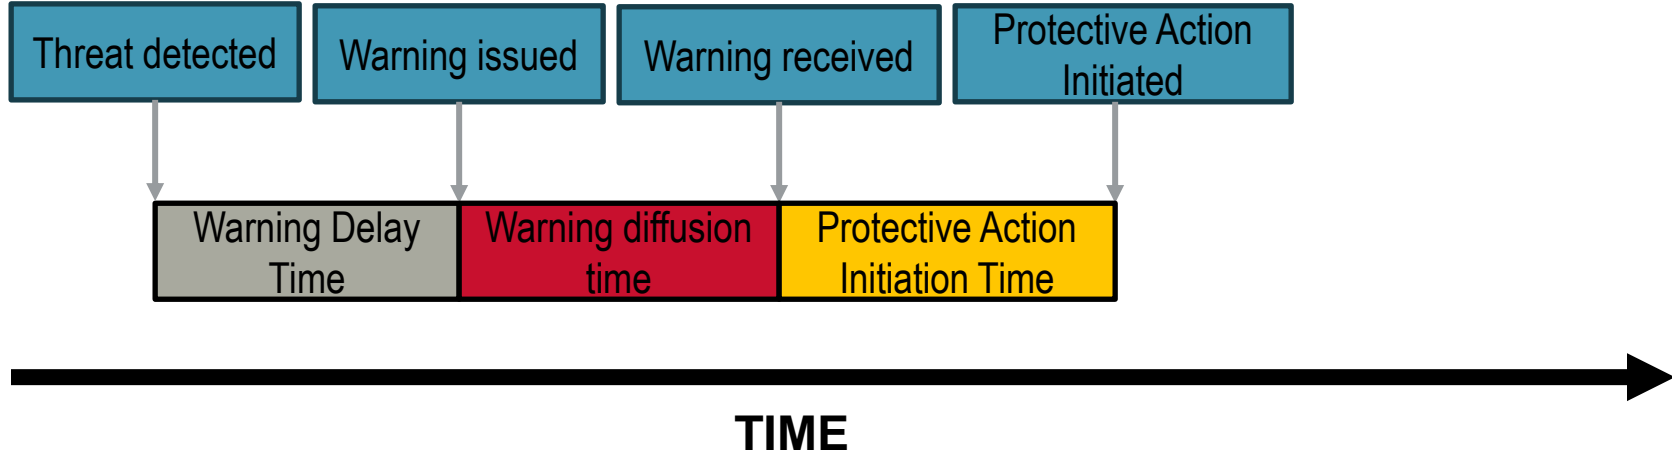 Threat detected
Warning issued
Warning received
Protective Action
Initiated
Warning Delay
Time
Warning diffusion
time
Protective Action
Initiation Time
TIME